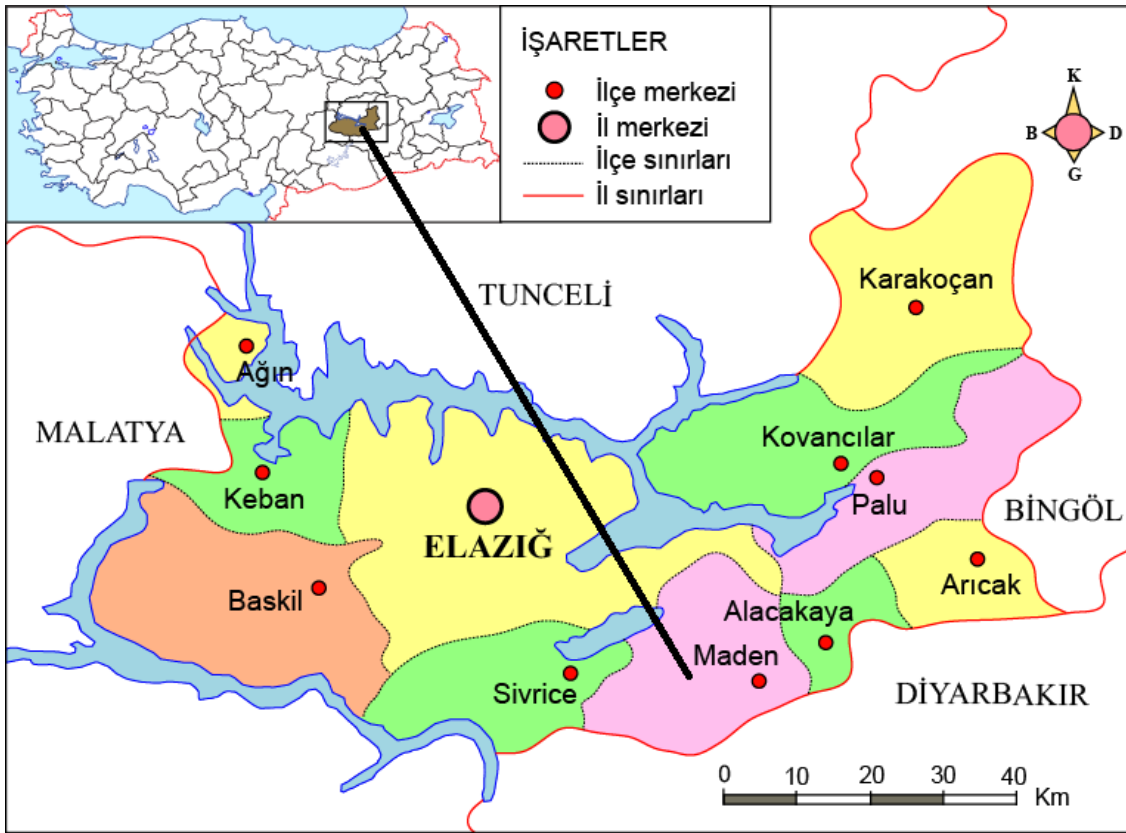 İŞARETLER
İlçe merkezi
İl merkezi
İlçe sınırları
İl sınırları
K
B D
G
TUNCELİ
Karakoçan
Ağın
MALATYA
Kovancılar
Keban
Palu
BİNGÖL
ELAZIĞ
Arıcak
Baskil
Alacakaya
Maden
Sivrice
DİYARBAKIR
0 10 20 30 40
Km